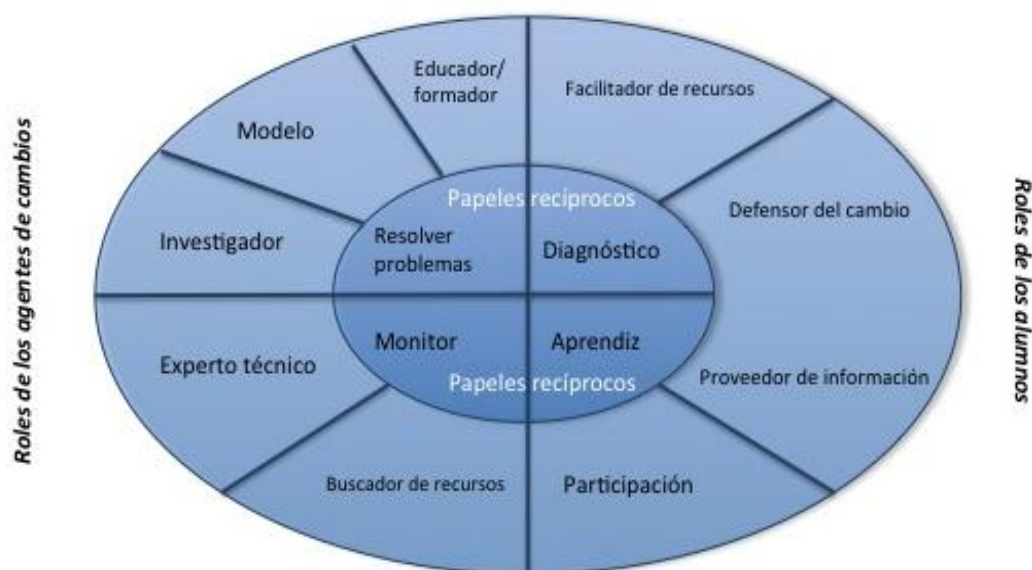 Roles de los agentes de cambios
Educador/
formador
Facilitador de recursos
Modelo
Papeles recíprocos
Defensor del cambio
Investigador
Resolver
problemas
Diagnóstico
Experto técnico
Monitor
Aprendiz
Papeles recíprocos
Proveedor de información
Buscador de recursos
Participación
Roles de los alumnos